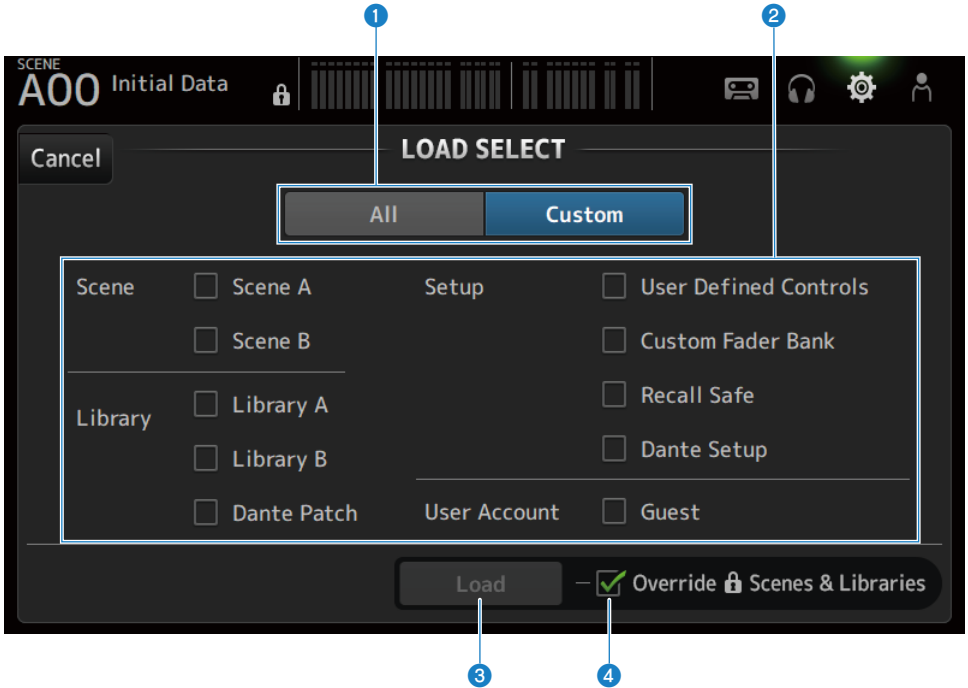 1 2
SCENE
A00 Initial Data
Cancel LOAD SELECT
All Custom
Scene Scene A Setup User Defined Controls
Scene B Custom Fader Bank
Library Library A Recall Safe
Library B Dante Setup
Dante Patch User Account Guest
Load Override Scenes & Libraries
3 4